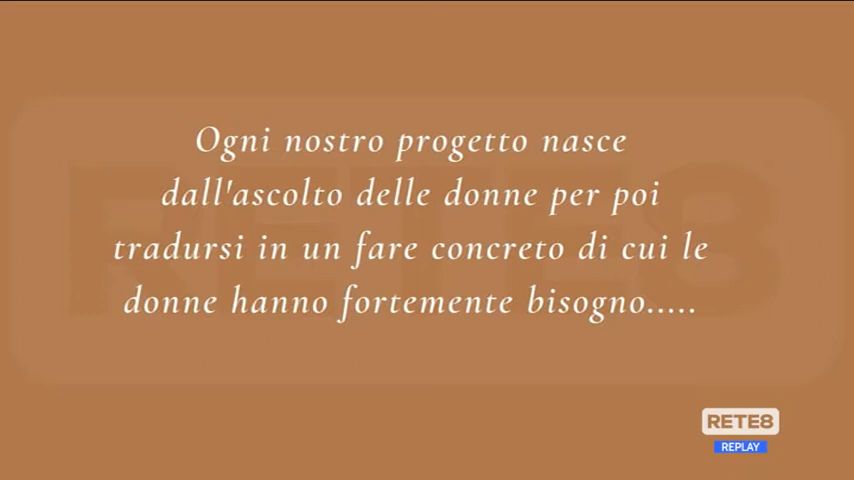 Ogni nostro progetto nasce
dall'ascolto delle donne per poi
tradursi in un fare concreto di cui le
donne hanno fortemente bisogno.....
RETE8
RETE8
REPLAY